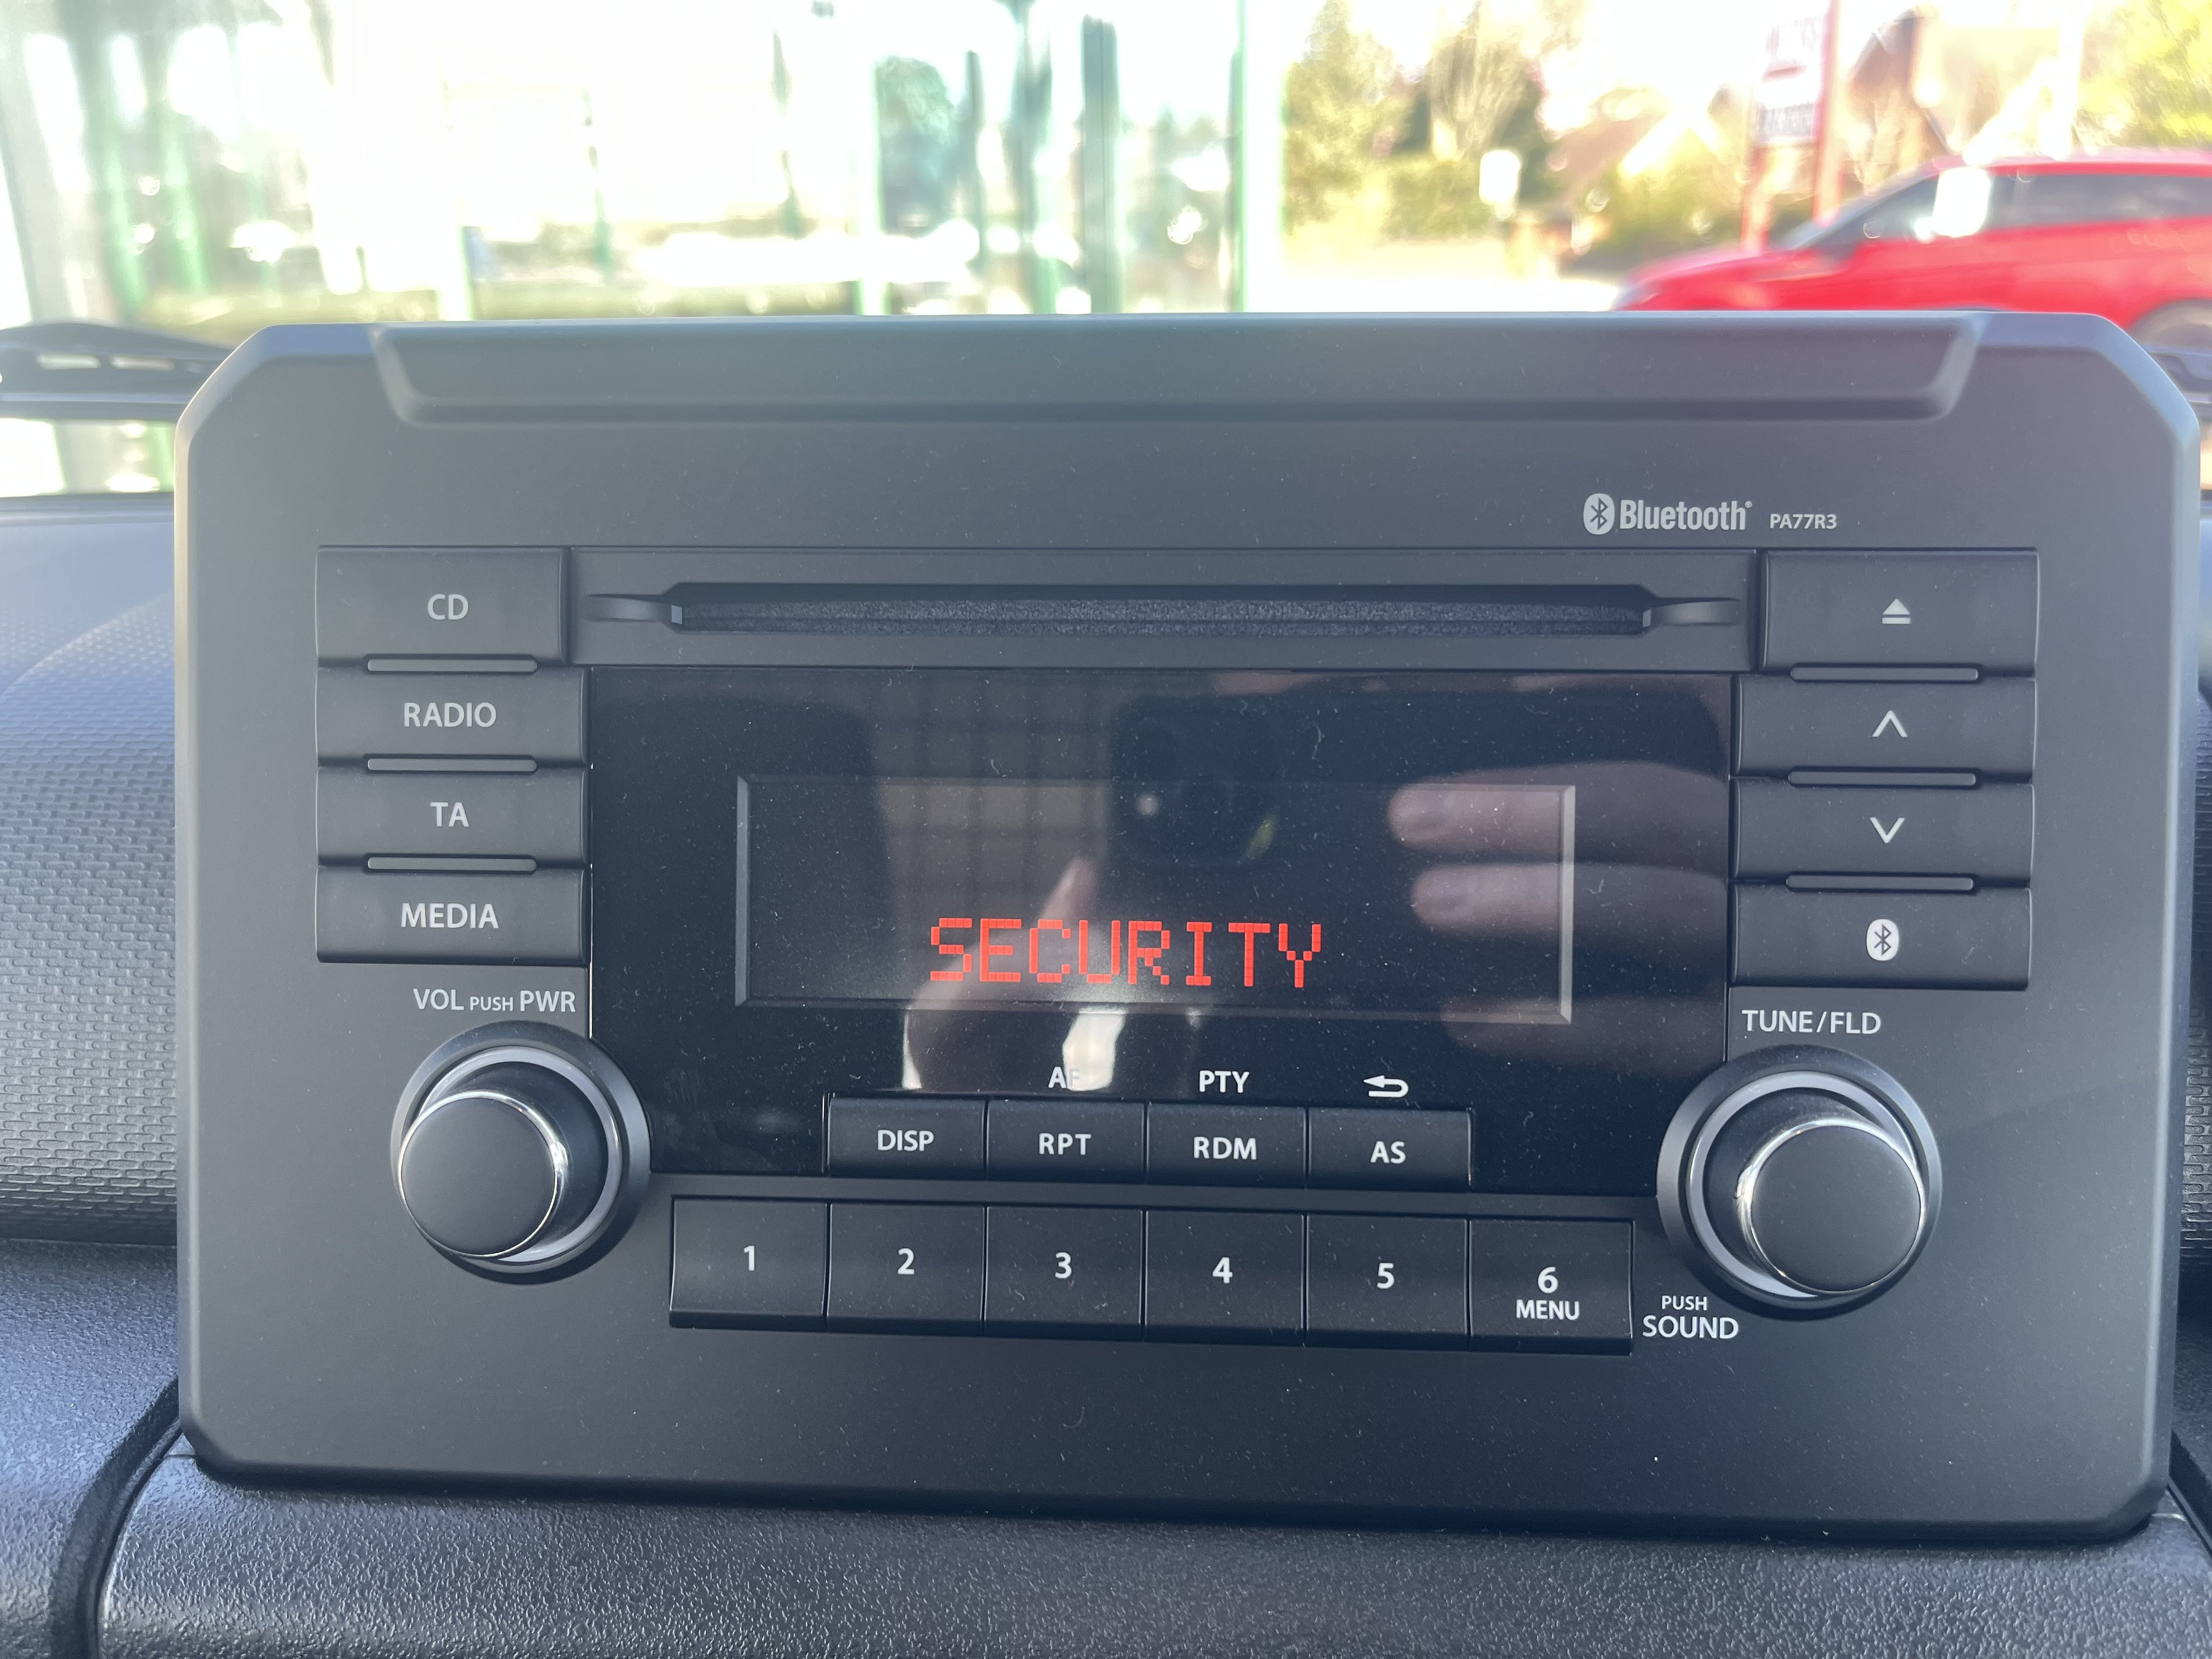 Bluetooth® PA77R3
CD
RADIO
TA
MEDIA
SECURITY
VOL PUSH PWR
TUNE/FLD
AF PTY
DISP RPT RDM AS
1 2 3 4 5 6
MENU
PUSH
SOUND